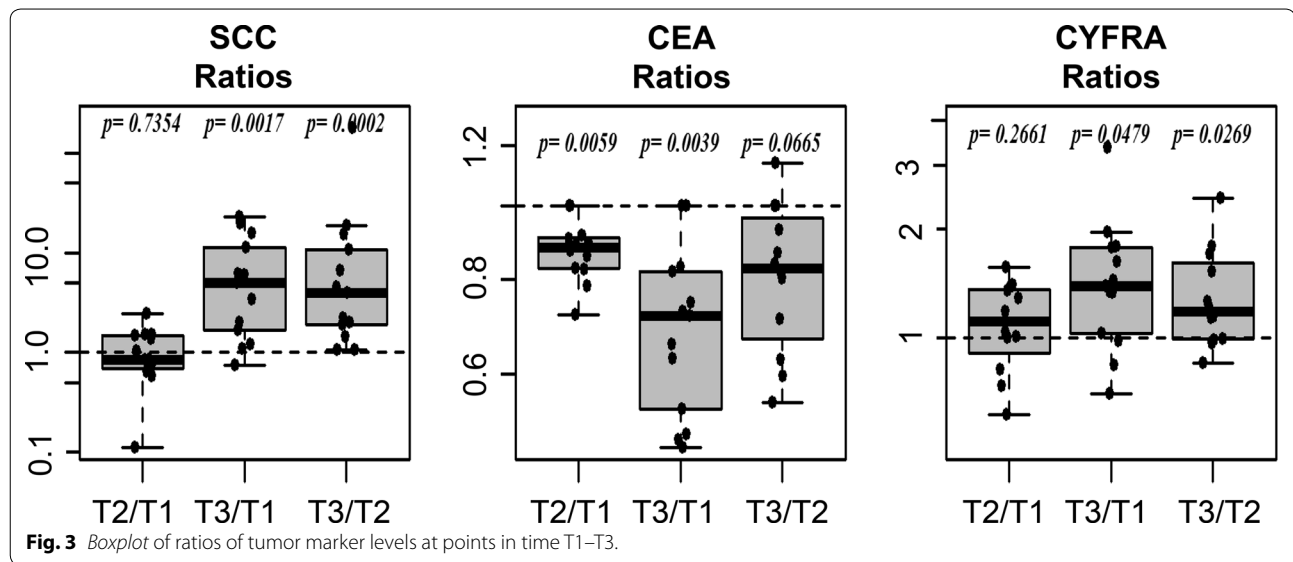 SCC
Ratios
CEA
Ratios
CYFRA
Ratios
p= 0.7354 p= 0.0017 p= 0.0002
p= 0.0059 p= 0.0039 p= 0.0665
p= 0.2661 p= 0.0479 p= 0.0269
10.0
1.0
0.1
1.2
0.8
0.6
3
2
1
T2/T1 T3/T1 T3/T2
T2/T1 T3/T1 T3/T2
T2/T1 T3/T1 T3/T2
Fig. 3 Boxplot of ratios of tumor marker levels at points in time T1–T3.